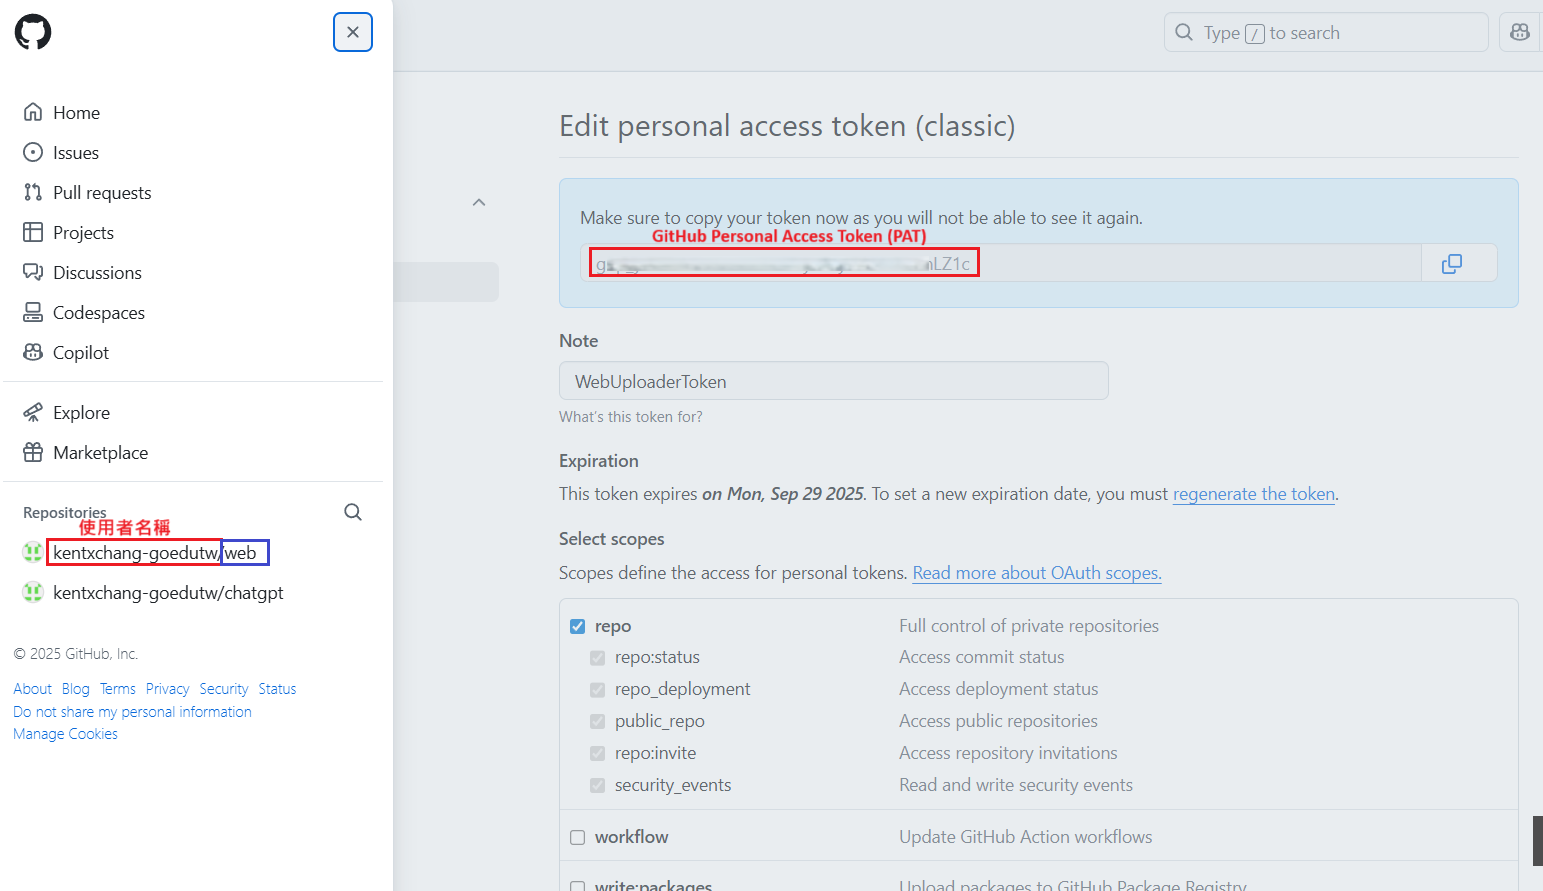 Type / to search
Home
Issues
Pull requests
Projects
Discussions
Codespaces
Copilot
Explore
Marketplace
Repositories
使用者名稱
kentxchang-goedutw/web
kentxchang-goedutw/chatgpt
© 2025 GitHub, Inc.
About Blog Terms Privacy Security Status
Do not share my personal information
Manage Cookies
Edit personal access token (classic)
Make sure to copy your token now as you will not be able to see it again.
GitHub Personal Access Token (PAT)
Note
WebUploaderToken
What's this token for?
Expiration
This token expires on Mon, Sep 29 2025. To set a new expiration date, you must regenerate the token.
Select scopes
Scopes define the access for personal tokens. Read more about OAuth scopes.
repo Full control of private repositories
repo:status Access commit status
repo_deployment Access deployment status
public_repo Access public repositories
repo:invite Access repository invitations
security_events Read and write security events
workflow Update GitHub Action workflows
write:packages Upload packages to GitHub Package Registry